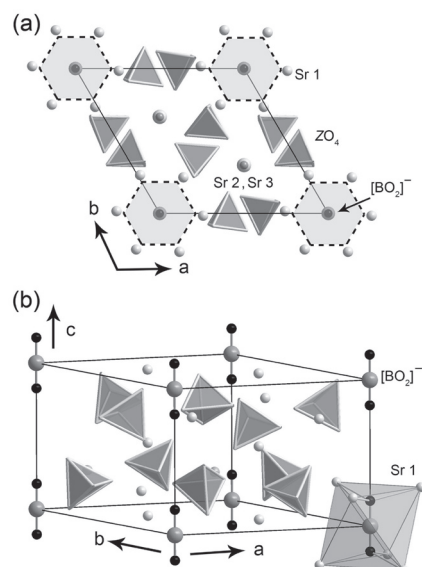 (a)
Sr 1
ZO₄
Sr 2, Sr 3
[BO₂]⁻
b
a
(b)
c
[BO₂]⁻
Sr 1
b
a